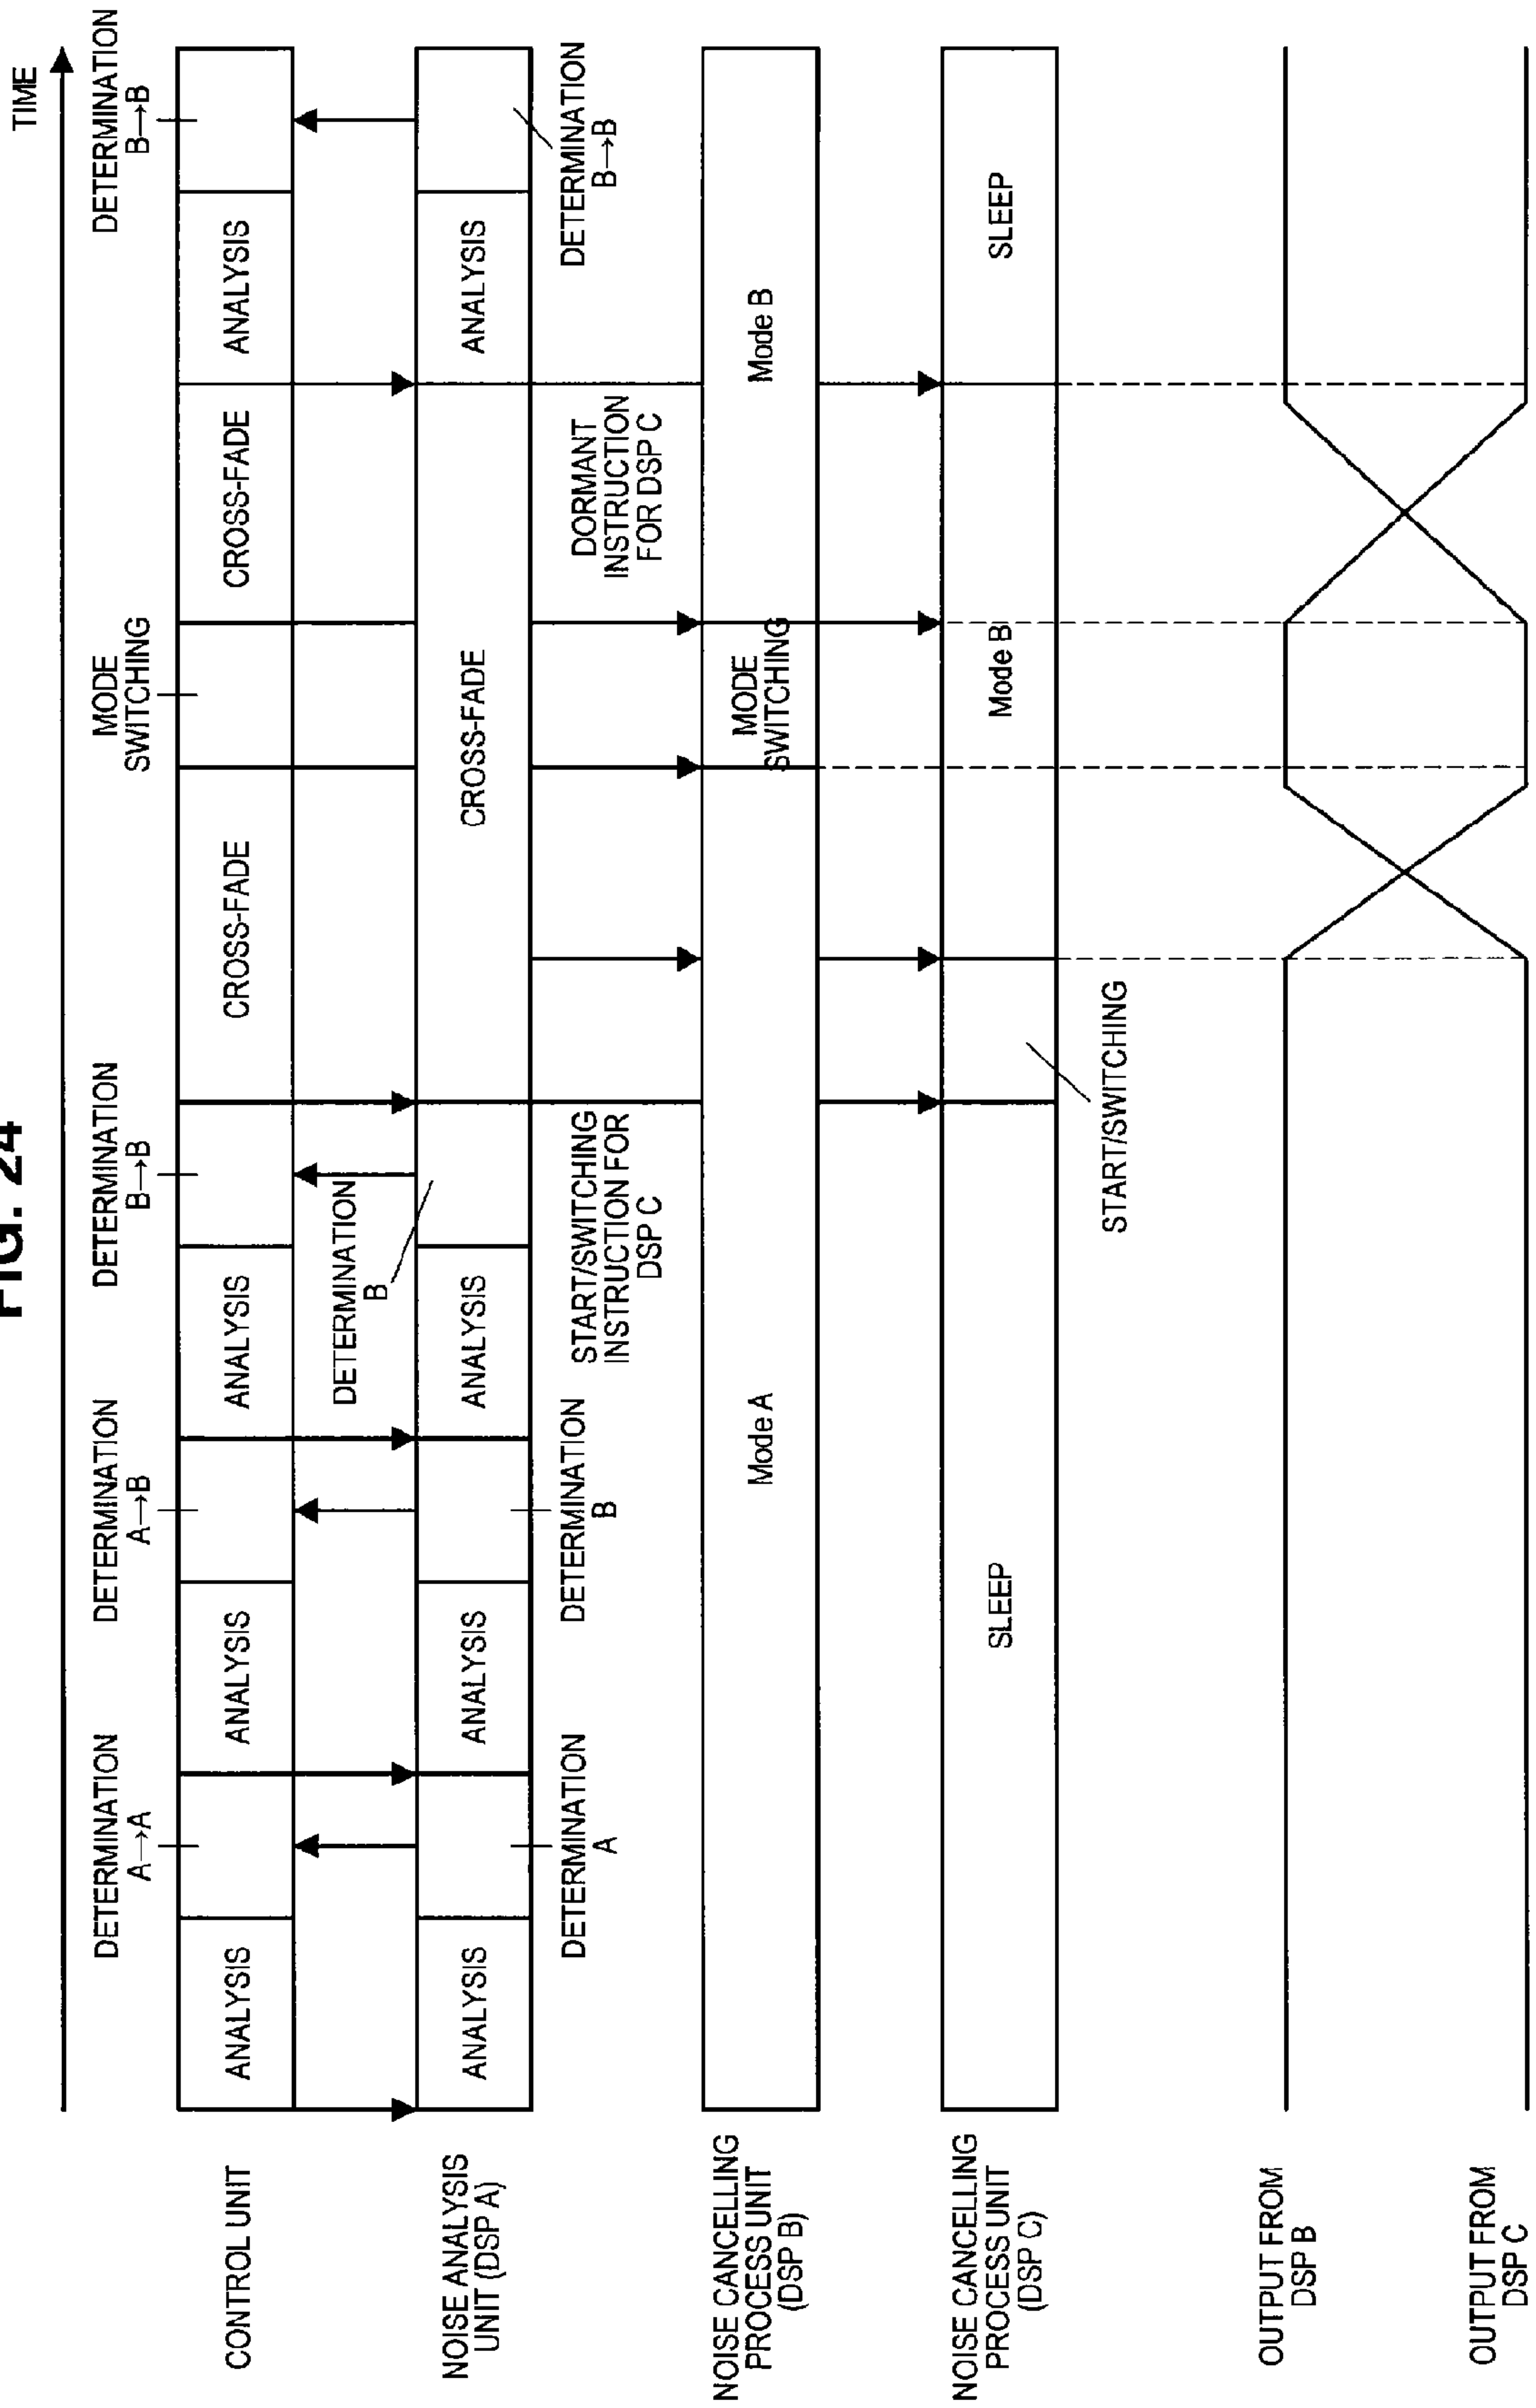 FIG. 24
TIME
DETERMINATION
A→A
DETERMINATION
A→B
DETERMINATION
B→B
MODE
SWITCHING
DETERMINATION
B→B
CONTROL UNIT
ANALYSIS
ANALYSIS
ANALYSIS
CROSS-FADE
CROSS-FADE
ANALYSIS
DETERMINATION
B
NOISE ANALYSIS
UNIT (DSP A)
ANALYSIS
ANALYSIS
ANALYSIS
CROSS-FADE
ANALYSIS
DETERMINATION
A
DETERMINATION
B
START/SWITCHING
INSTRUCTION FOR
DSP C
DORMANT
INSTRUCTION
FOR DSP C
DETERMINATION
B→B
NOISE CANCELLING
PROCESS UNIT
(DSP B)
Mode A
MODE
SWITCHING
Mode B
NOISE CANCELLING
PROCESS UNIT
(DSP C)
SLEEP
Mode B
SLEEP
START/SWITCHING
OUTPUT FROM
DSP B
OUTPUT FROM
DSP C